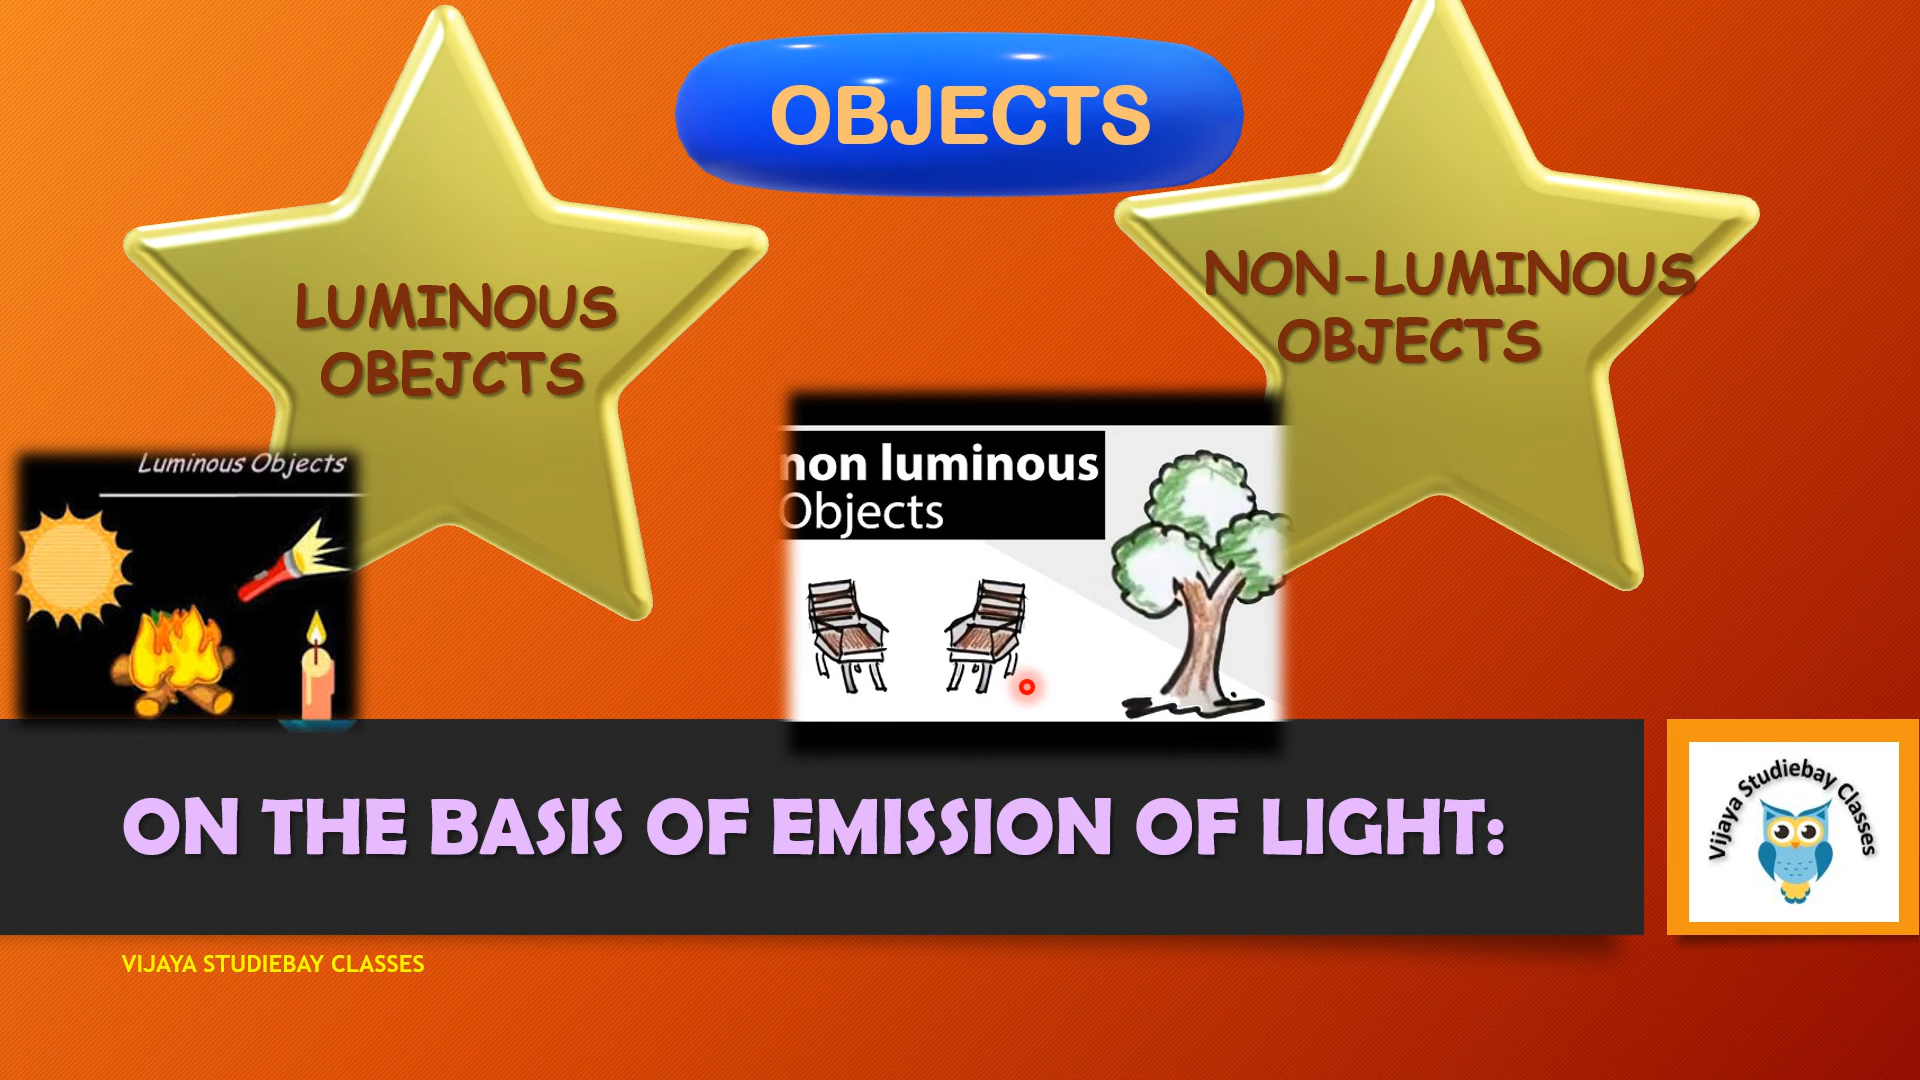 OBJECTS
LUMINOUS
OBEJCTS
NON-LUMINOUS
OBJECTS
Luminous Objects
non luminous
Objects
ON THE BASIS OF EMISSION OF LIGHT:
Vijaya Studiebay Classes
VIJAYA STUDIEBAY CLASSES